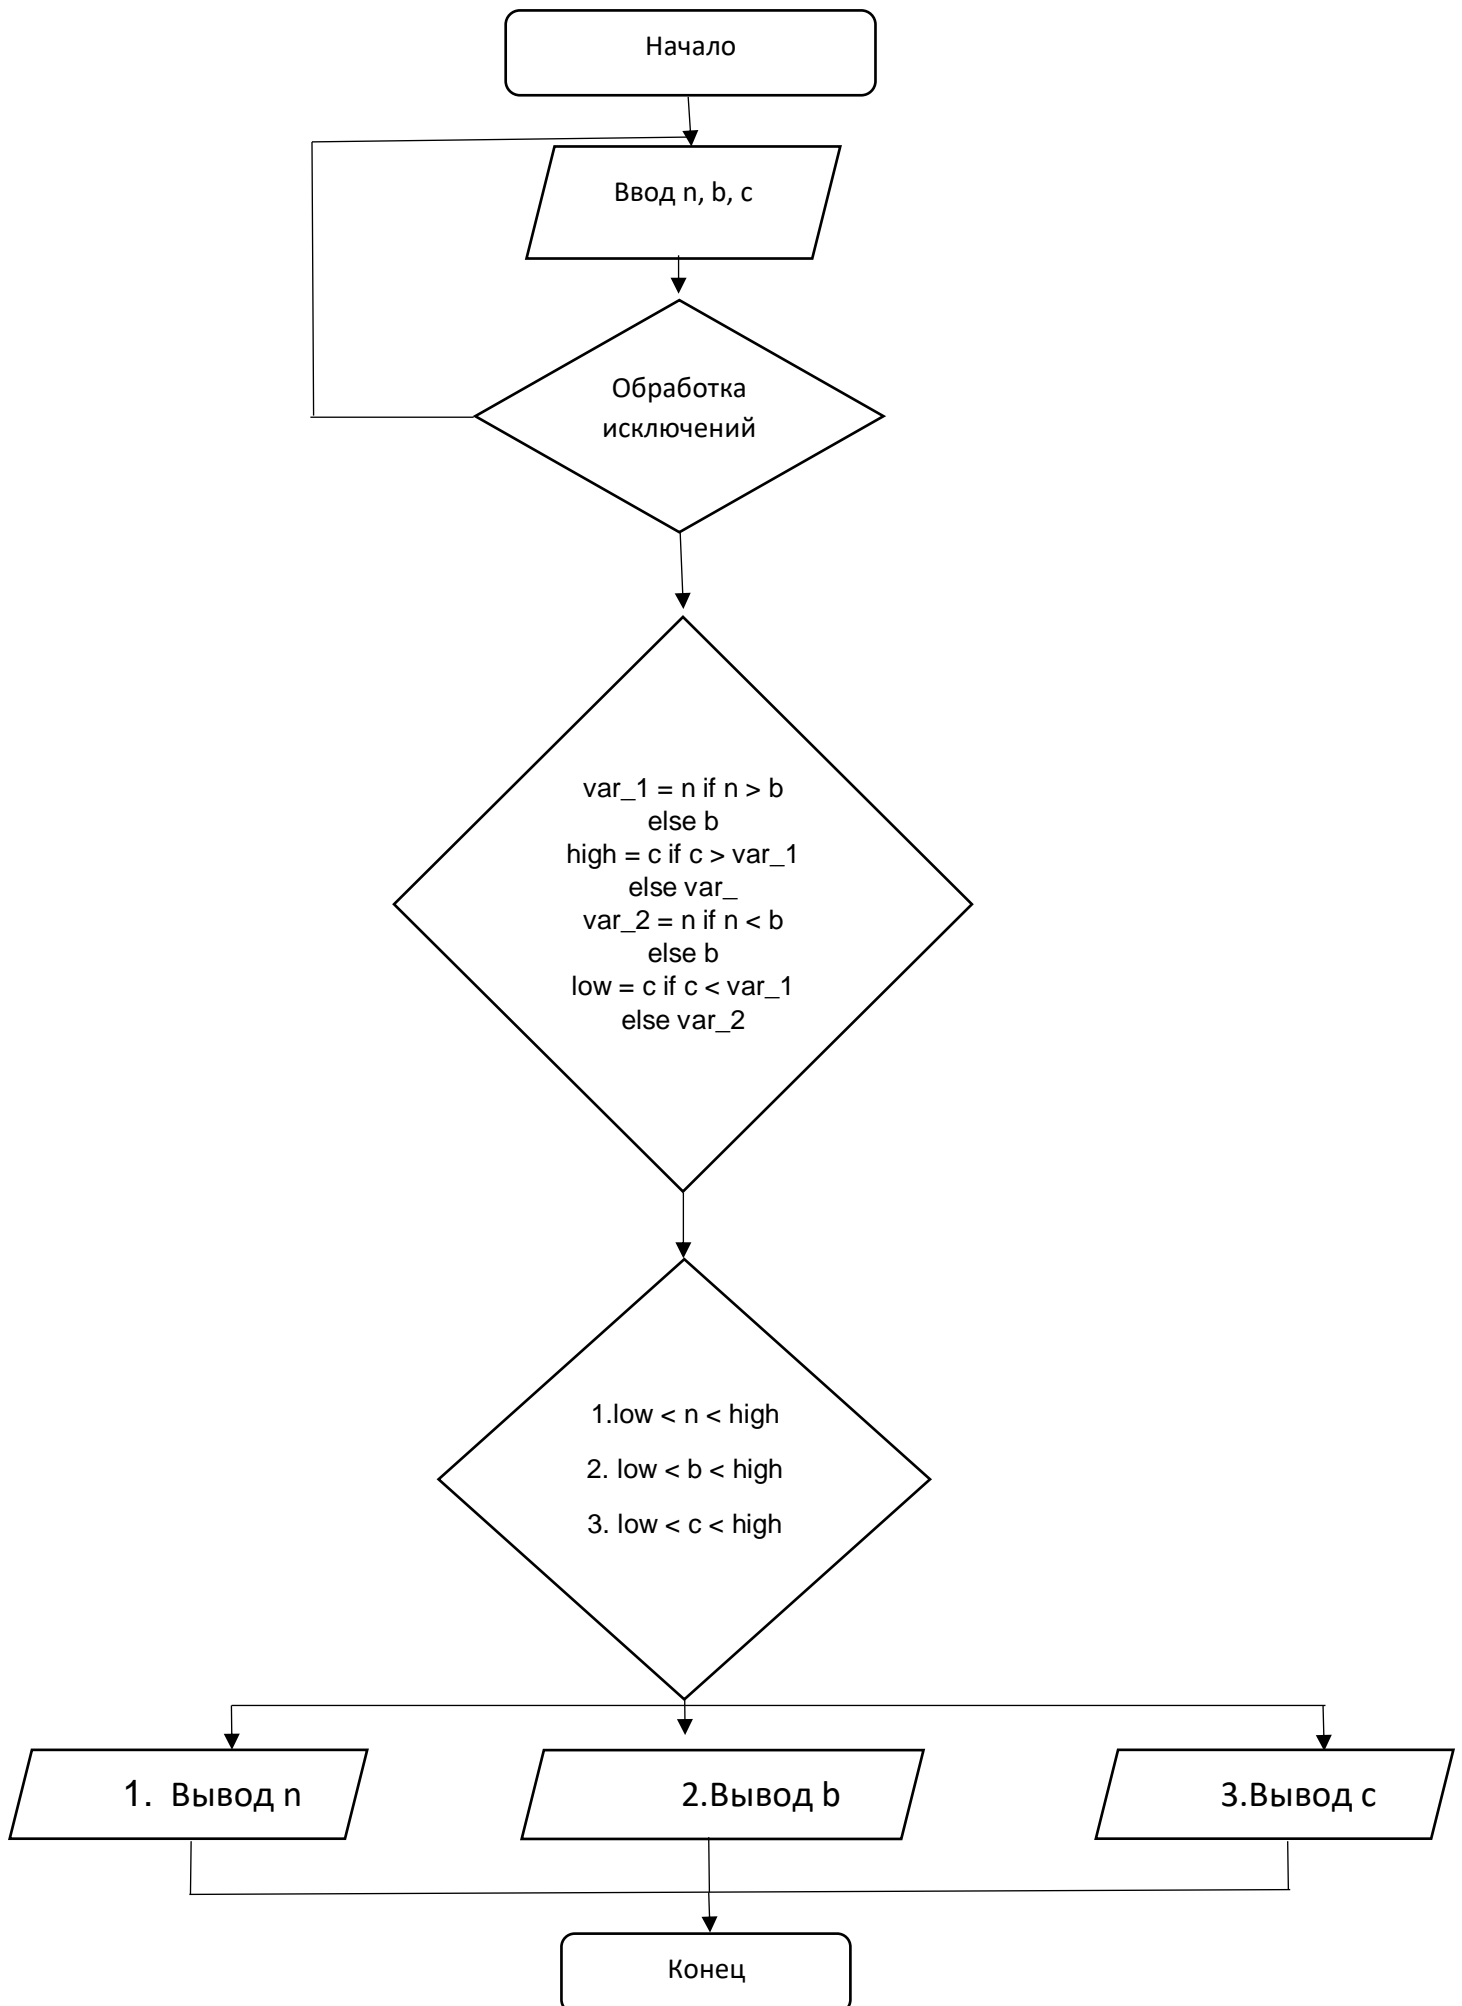 Начало
Ввод n, b, c
Обработка
исключений
var_1 = n if n > b
else b
high = c if c > var_1
else var_
var_2 = n if n < b
else b
low = c if c < var_1
else var_2
1.low < n < high
2. low < b < high
3. low < c < high
1. Вывод n
2.Вывод b
3.Вывод c
Конец